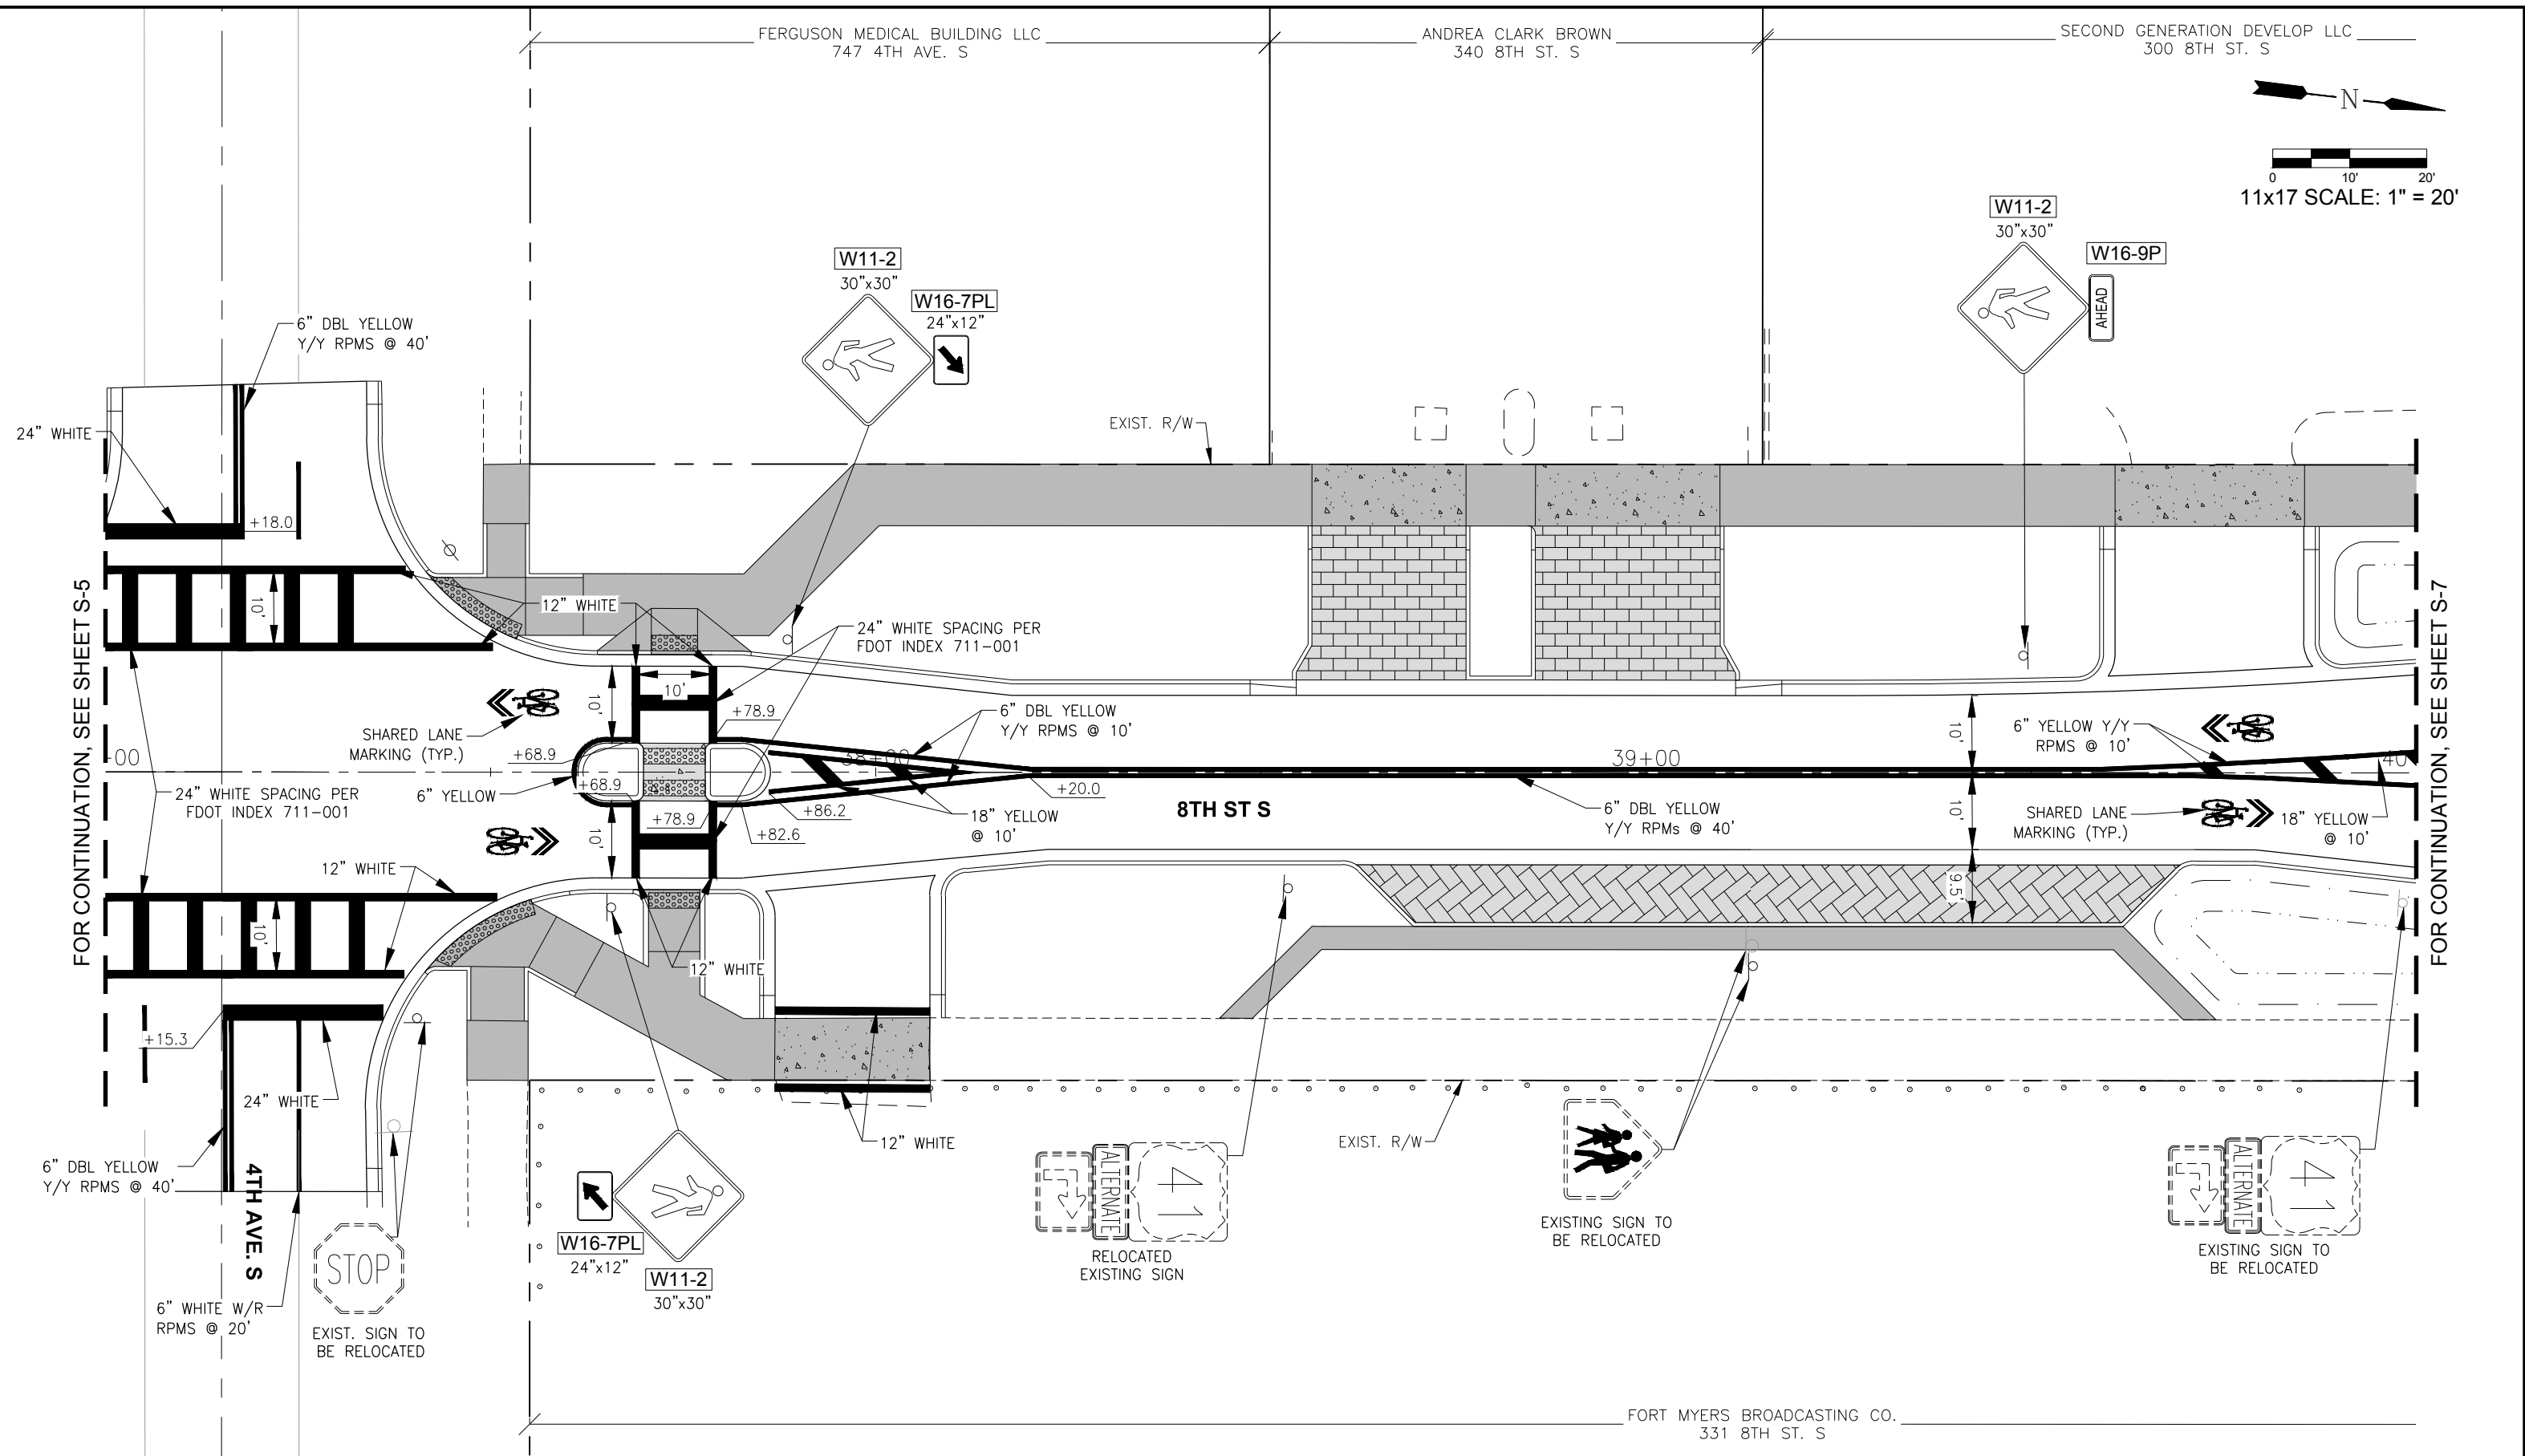 FERGUSON MEDICAL BUILDING LLC
747 4TH AVE. S
ANDREA CLARK BROWN
340 8TH ST. S
SECOND GENERATION DEVELOP LLC
300 8TH ST. S
N
0 10' 20'
11x17 SCALE: 1" = 20'
W11-2
30"x30"
W16-7PL
24"x12"
W11-2
30"x30"
W16-9P
AHEAD
6" DBL YELLOW
Y/Y RPMS @ 40'
24" WHITE
+18.0
EXIST. R/W
FOR CONTINUATION, SEE SHEET S-5
10'
12" WHITE
24" WHITE SPACING PER
FDOT INDEX 711-001
10'
10'
+78.9
6" DBL YELLOW
Y/Y RPMS @ 10'
SHARED LANE
MARKING (TYP.)
+68.9
+00
38+00
39+00
40
10'
6" YELLOW Y/Y
RPMS @ 10'
FOR CONTINUATION, SEE SHEET S-7
24" WHITE SPACING PER
FDOT INDEX 711-001
6" YELLOW
+68.9
+86.2
+20.0
8TH ST S
6" DBL YELLOW
Y/Y RPMs @ 40'
10'
SHARED LANE
MARKING (TYP.)
18" YELLOW
@ 10'
+78.9
+82.6
18" YELLOW
@ 10'
10'
12" WHITE
9.5'
10'
12" WHITE
+15.3
24" WHITE
12" WHITE
EXIST. R/W
6" DBL YELLOW
Y/Y RPMS @ 40'
4TH AVE. S
6" WHITE W/R
RPMS @ 20'
STOP
EXIST. SIGN TO
BE RELOCATED
W16-7PL
24"x12"
W11-2
30"x30"
ALTERNATE
41
RELOCATED
EXISTING SIGN
EXISTING SIGN TO
BE RELOCATED
ALTERNATE
41
EXISTING SIGN TO
BE RELOCATED
FORT MYERS BROADCASTING CO.
331 8TH ST. S